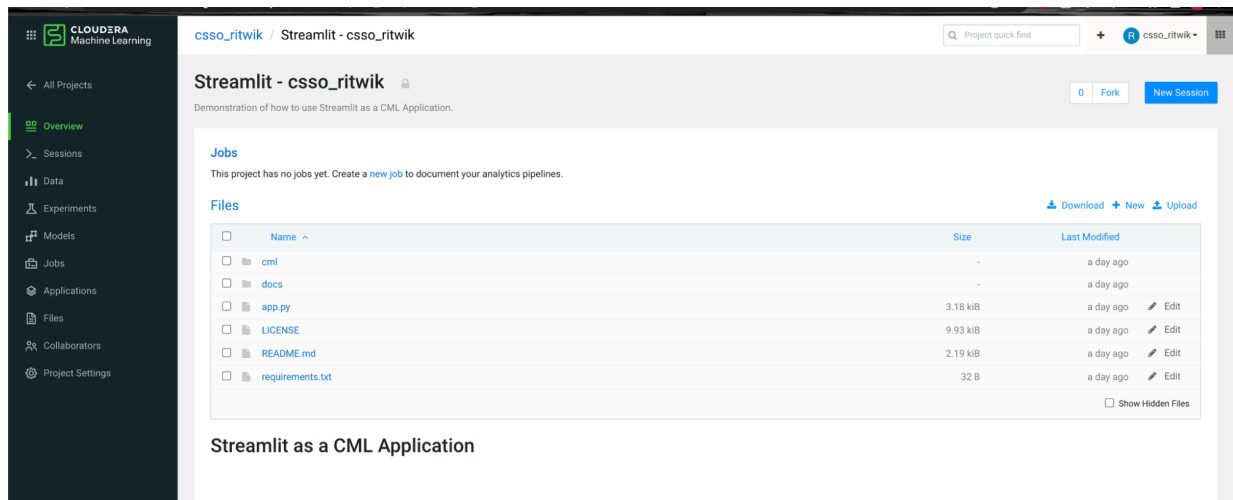 CLOUDERA
Machine Learning
csso_ritwik / Streamlit - csso_ritwik
Project quick find
+
R csso_ritwik
All Projects
Overview
Sessions
Data
Experiments
Models
Jobs
Applications
Files
Collaborators
Project Settings
Streamlit - csso_ritwik
Demonstration of how to use Streamlit as a CML Application.
0 Fork New Session
Jobs
This project has no jobs yet. Create a new job to document your analytics pipelines.
Files
Download + New Upload
Name Size Last Modified
cml - a day ago
docs - a day ago
app.py 3.18 kiB a day ago Edit
LICENSE 9.93 kiB a day ago Edit
README.md 2.19 kiB a day ago Edit
requirements.txt 32 B a day ago Edit
Show Hidden Files
Streamlit as a CML Application